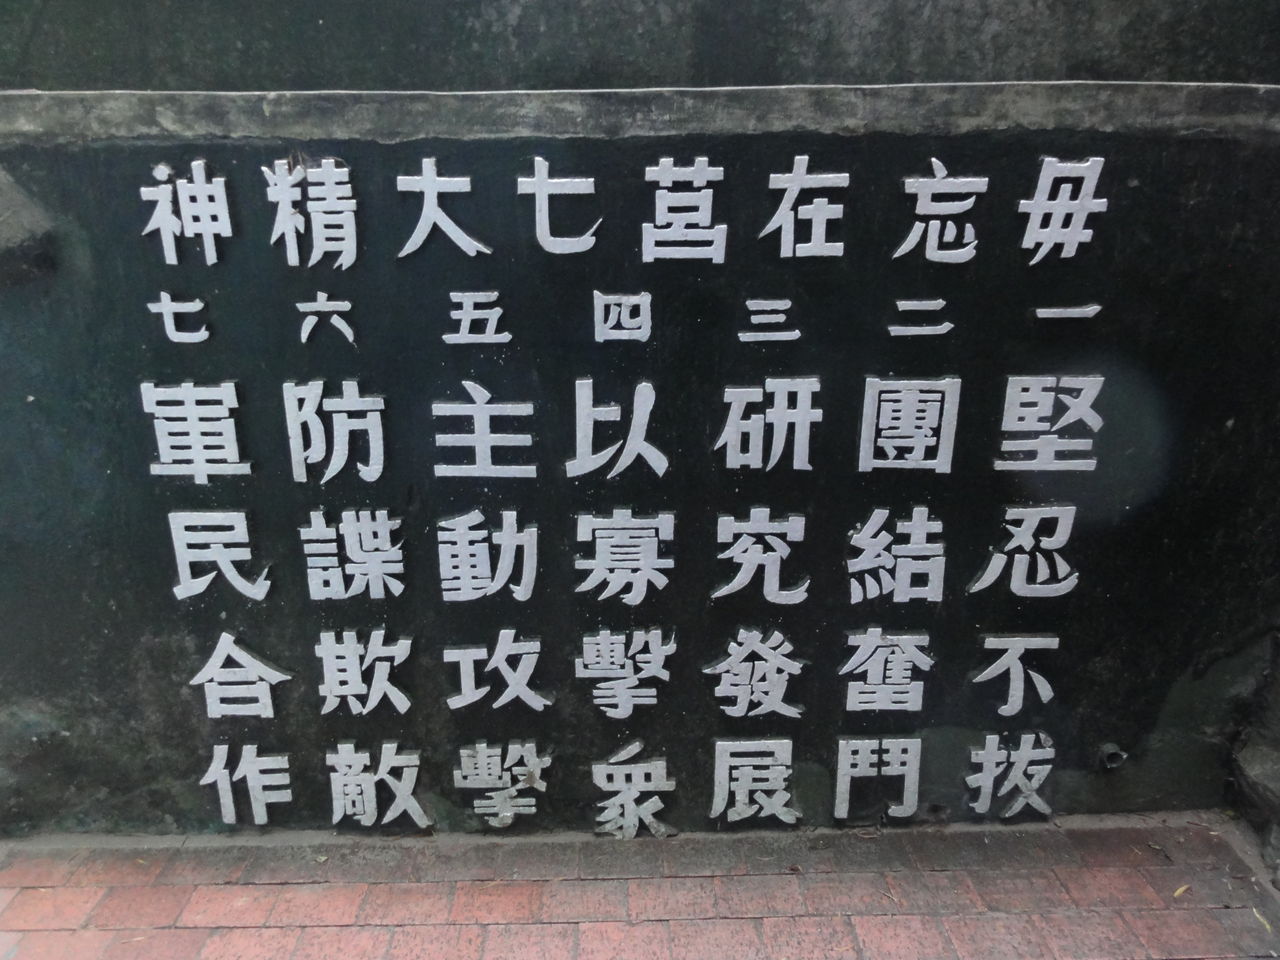 毋忘在莒七大精神
一堅忍不拔
二團結奮鬥
三研究發展
四以寡擊眾
五主動攻擊
六防諜欺敵
七軍民合作